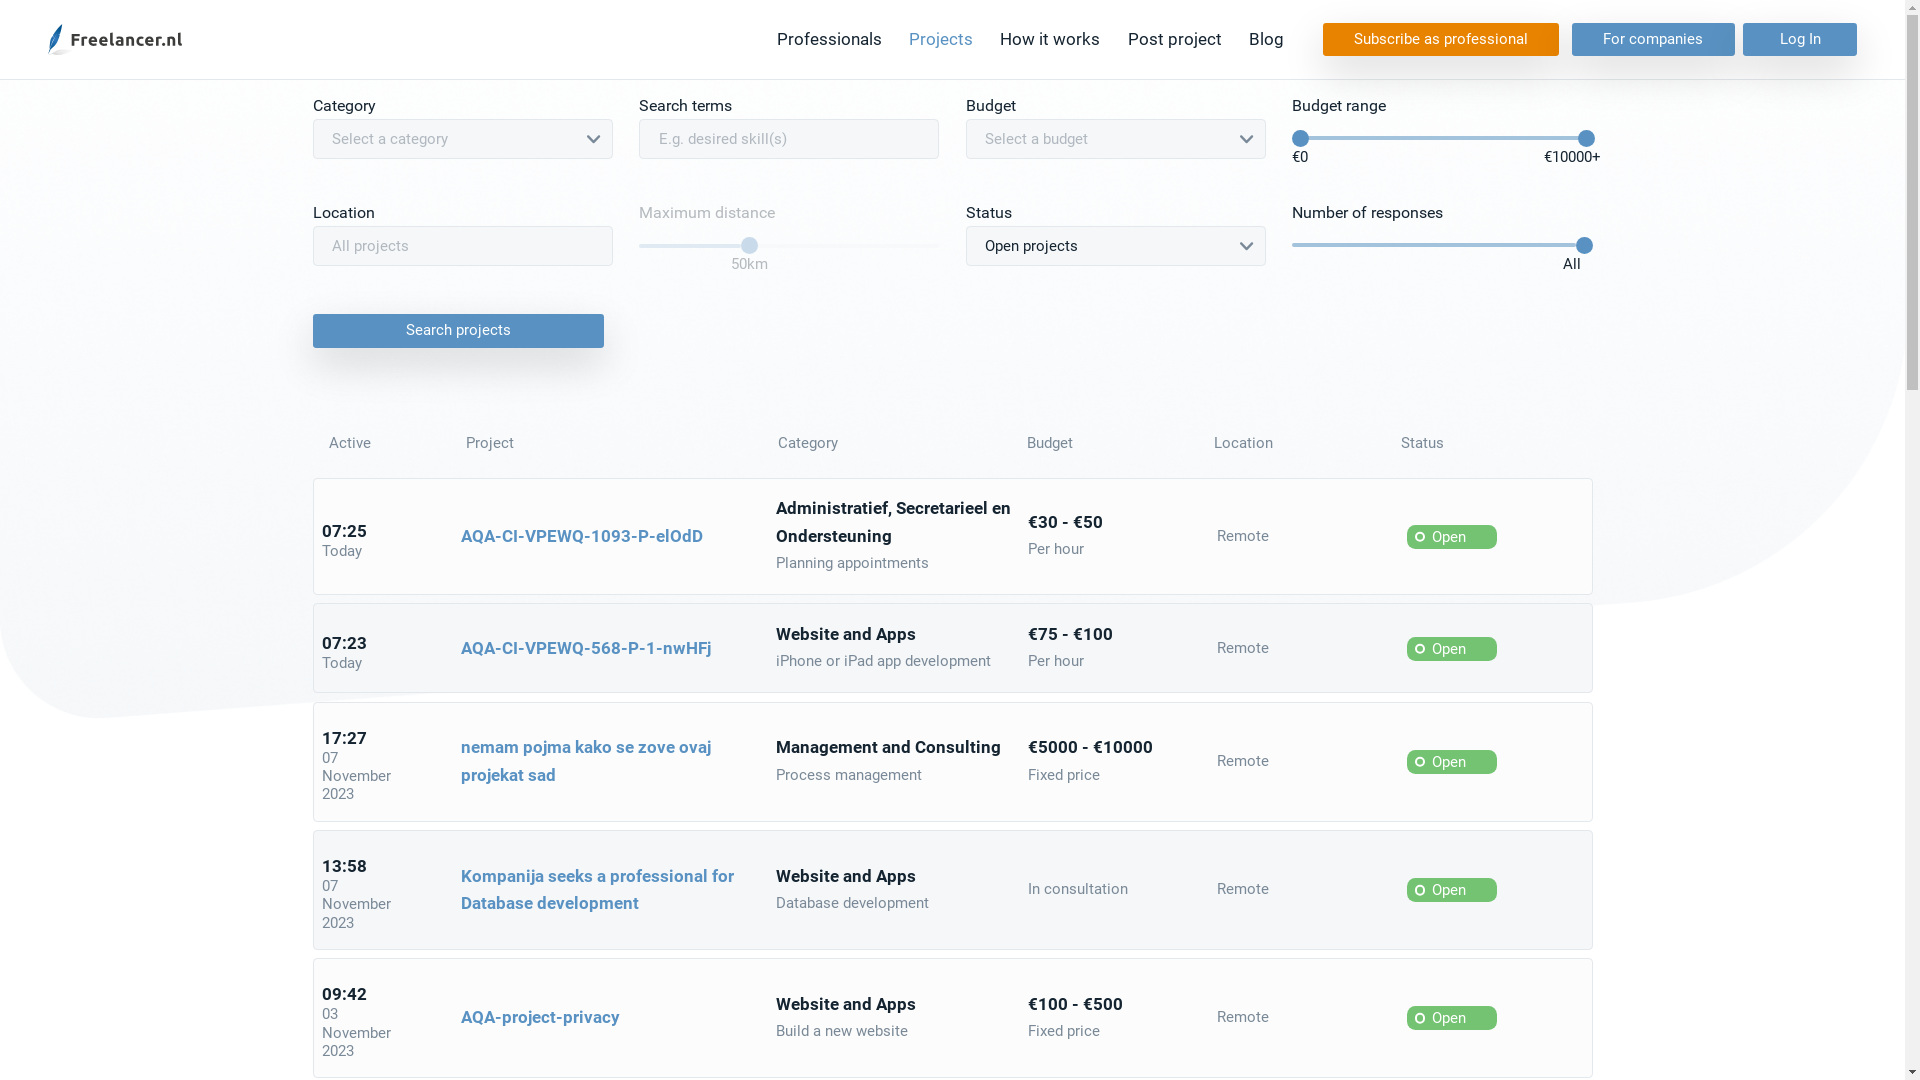 Freelancer.nl
Professionals
Projects
How it works
Post project
Blog
Subscribe as professional
For companies
Log In
Category
Search terms
Budget
Budget range
Select a category
E.g. desired skill(s)
Select a budget
€0
€10000+
Location
Maximum distance
Status
Number of responses
All projects
50km
Open projects
All
Search projects
Active
Project
Category
Budget
Location
Status
07:25
Today
AQA-CI-VPEWQ-1093-P-elOdD
Administratief, Secretarieel en
Ondersteuning
Planning appointments
€30 - €50
Per hour
Remote
Open
07:23
Today
AQA-CI-VPEWQ-568-P-1-nwHFj
Website and Apps
iPhone or iPad app development
€75 - €100
Per hour
Remote
Open
17:27
07
November
2023
nemam pojma kako se zove ovaj
projekat sad
Management and Consulting
Process management
€5000 - €10000
Fixed price
Remote
Open
13:58
07
November
2023
Kompanija seeks a professional for
Database development
Website and Apps
Database development
In consultation
Remote
Open
09:42
03
November
2023
AQA-project-privacy
Website and Apps
Build a new website
€100 - €500
Fixed price
Remote
Open